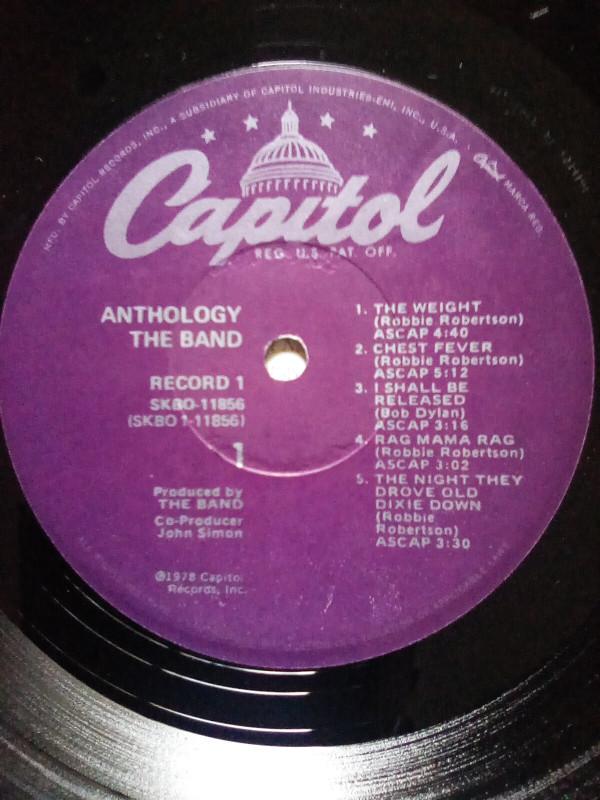 MFD. BY CAPITOL RECORDS, INC., A SUBSIDIARY OF CAPITOL INDUSTRIES-EMI, INC., U.S.A. Capitol MARCA REG.
Capitol
REG. U.S. PAT. OFF.
ANTHOLOGY
THE BAND
RECORD 1
SKBO-11856
(SKBO 1-11856)
1
Produced by
THE BAND
Co-Producer
John Simon
℗1978 Capitol
Records, Inc.
1. THE WEIGHT
(Robbie Robertson)
ASCAP 4:40
2. CHEST FEVER
(Robbie Robertson)
ASCAP 5:12
3. I SHALL BE
RELEASED
(Bob Dylan)
ASCAP 3:16
4. RAG MAMA RAG
(Robbie Robertson)
ASCAP 3:02
5. THE NIGHT THEY
DROVE OLD
DIXIE DOWN
(Robbie
Robertson)
ASCAP 3:30